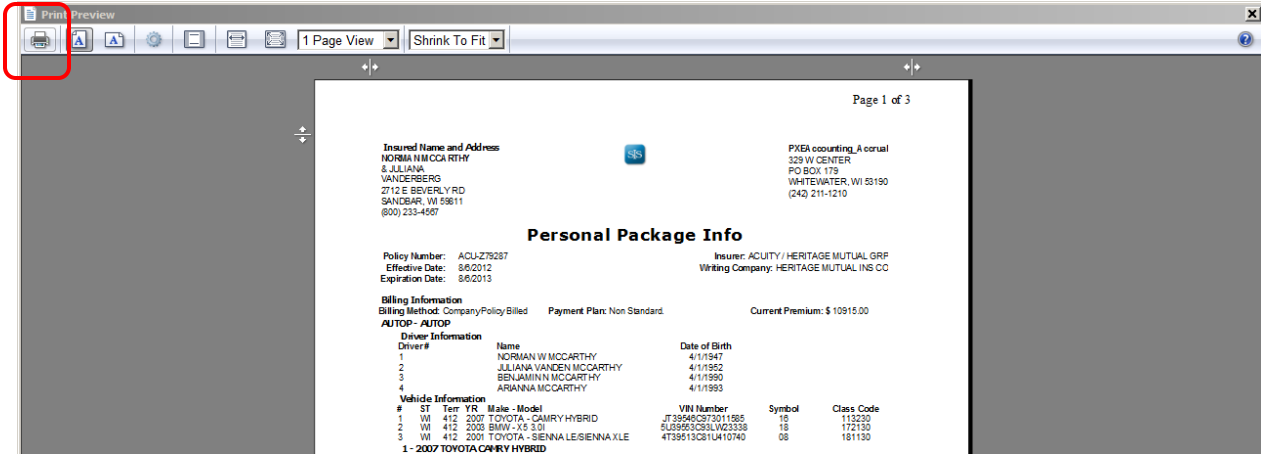 Print Preview
A A 1 Page View Shrink To Fit ?
Page 1 of 3
Insured Name and Address
NORMAN MCCARTHY
& JULIANA
VANDERBERG
2712 E BEVERLY RD
SANDBAR, WI 59811
(800) 233-4567
SIS
PXEAccounting_Accrual
329 W CENTER
PO BOX 179
WHITEWATER, WI 53190
(242) 211-1210
Personal Package Info
Policy Number: ACU-Z79287
Effective Date: 8/6/2012
Expiration Date: 8/6/2013
Insurer: ACUITY / HERITAGE MUTUAL GRP
Writing Company: HERITAGE MUTUAL INS CO
Billing Information
Billing Method: Company Policy Billed Payment Plan: Non Standard. Current Premium: $ 10915.00
AUTOP - AUTOP
Driver Information
Driver# Name Date of Birth
1 NORMAN W MCCARTHY 4/1/1947
2 JULIANA VANDEN MCCARTHY 4/1/1952
3 BENJAMIN N MCCARTHY 4/1/1990
4 ARIANNA MCCARTHY 4/1/1993
Vehicle Information
# ST Terr YR Make - Model VIN Number Symbol Class Code
1 WI 412 2007 TOYOTA - CAMRY HYBRID JT39546C973011585 16 113230
2 WI 412 2003 BMW - X5 3.0I 5U39553C93LW23338 18 172130
3 WI 412 2001 TOYOTA - SIENNA LE/SIENNA XLE 4T39513C81U410740 08 181130
1 - 2007 TOYOTA CAMRY HYBRID